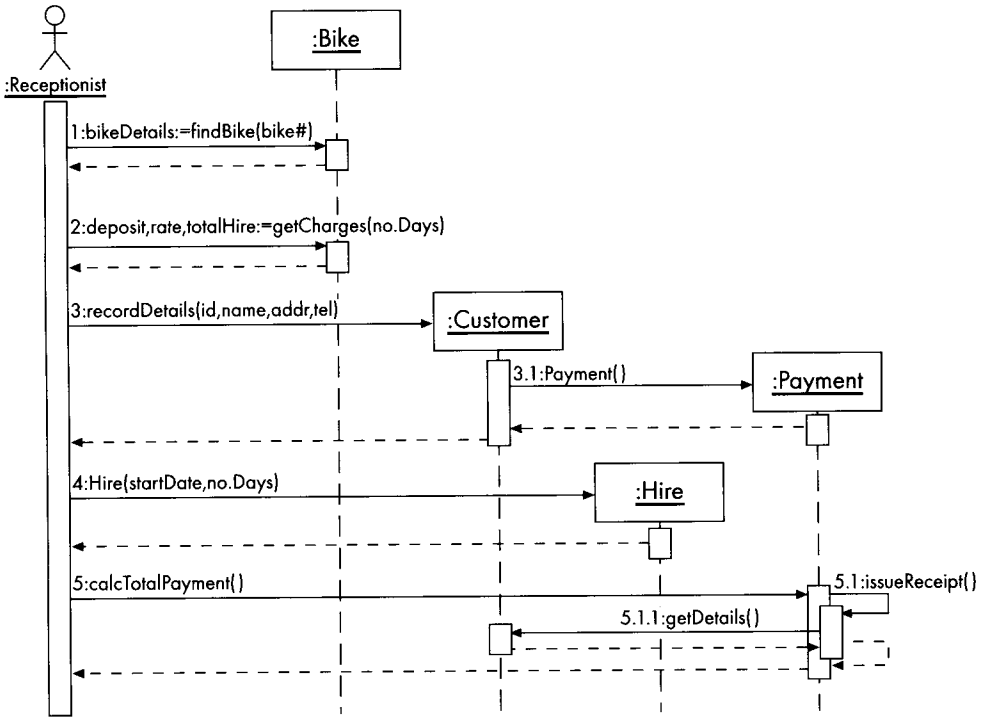 :Bike
:Receptionist
1:bikeDetails:=findBike(bike#)
2:deposit,rate,totalHire:=getCharges(no.Days)
3:recordDetails(id,name,addr,tel)
:Customer
3.1:Payment()
:Payment
4:Hire(startDate,no.Days)
:Hire
5:calcTotalPayment()
5.1:issueReceipt()
5.1.1:getDetails()